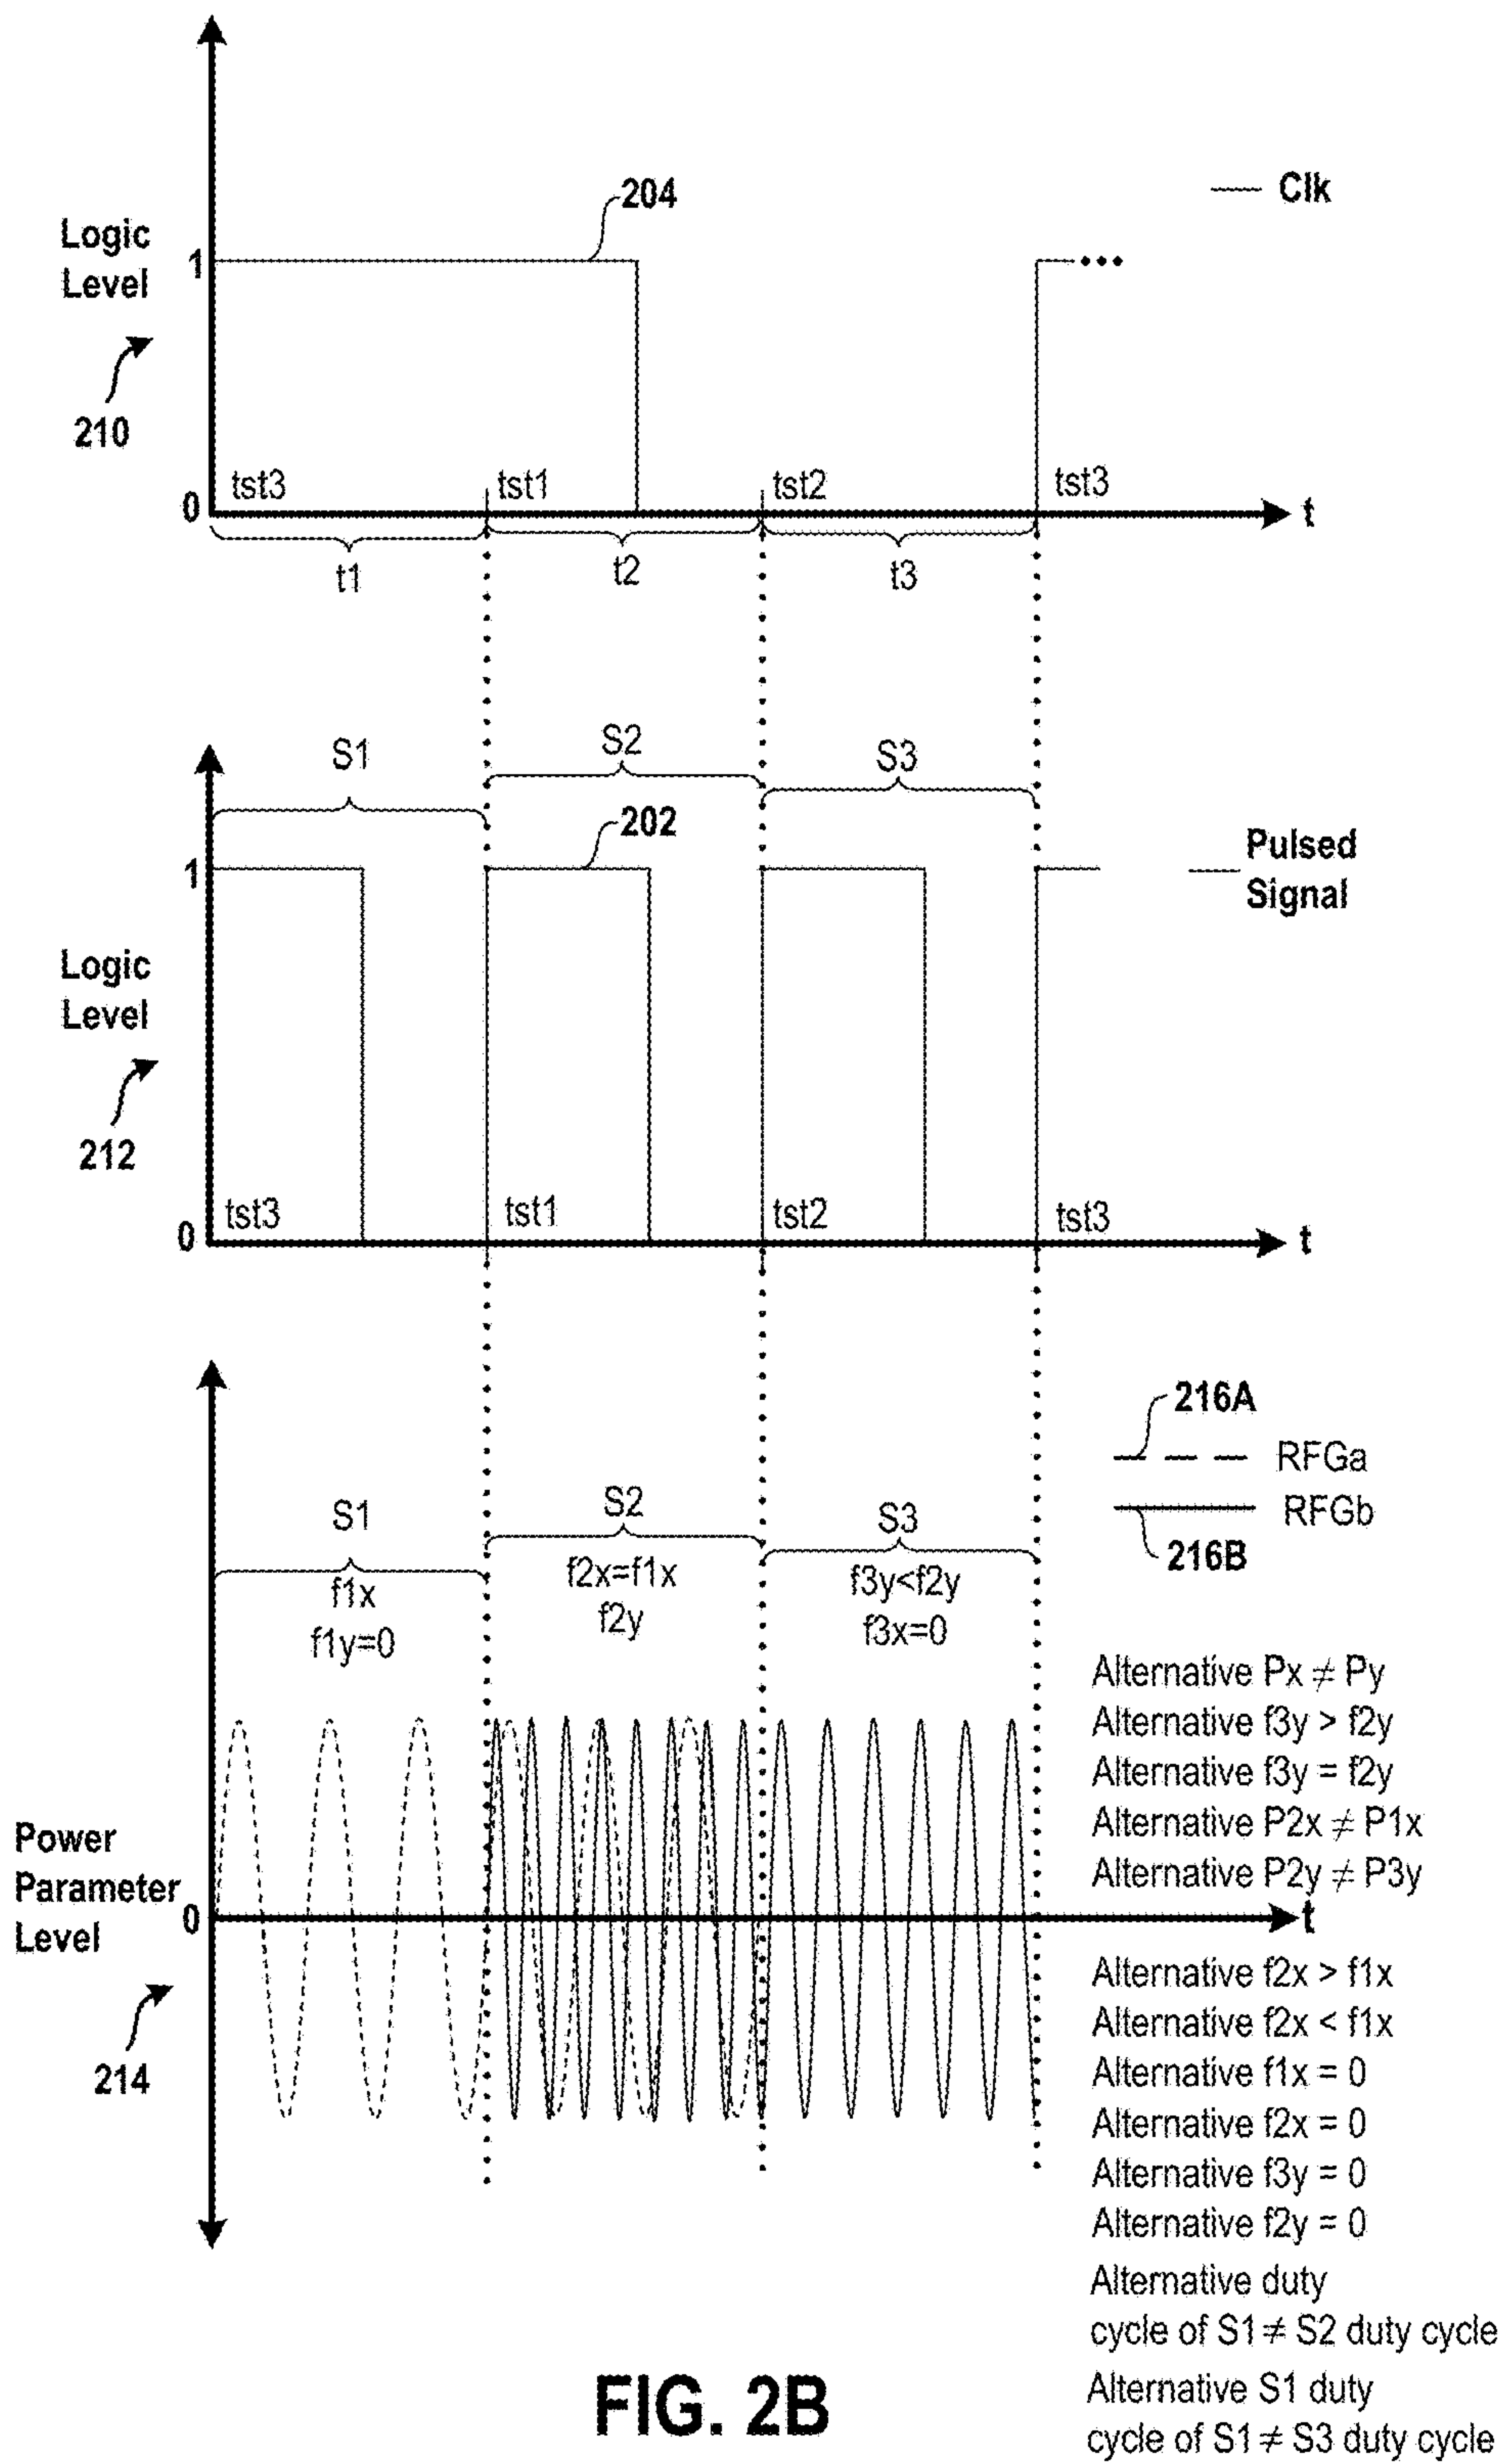 204
Clk
Logic
Level
1
210
0
tst3
tst1
tst2
tst3
t
t1
t2
t3
S1
S2
S3
202
Pulsed
Signal
1
Logic
Level
212
0
tst3
tst1
tst2
tst3
t
216A
RFGa
RFGb
216B
S1
f1x
f1y=0
S2
f2x=f1x
f2y
S3
f3y<f2y
f3x=0
Alternative Px ≠ Py
Alternative f3y > f2y
Alternative f3y = f2y
Alternative P2x ≠ P1x
Alternative P2y ≠ P3y
Power
Parameter
Level
0
t
214
Alternative f2x > f1x
Alternative f2x < f1x
Alternative f1x = 0
Alternative f2x = 0
Alternative f3y = 0
Alternative f2y = 0
Alternative duty
cycle of S1 ≠ S2 duty cycle
Alternative S1 duty
cycle of S1 ≠ S3 duty cycle
FIG. 2B